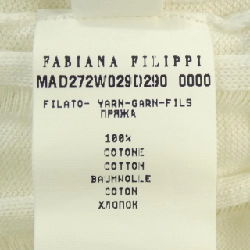 FABIANA FILIPPI
MAD272W029D290 0000
FILATO- YARN-GARN-FILS
ПРЯЖА
100%
COTONE
COTTON
BAUMWOLLE
COTON
ХЛОПОК